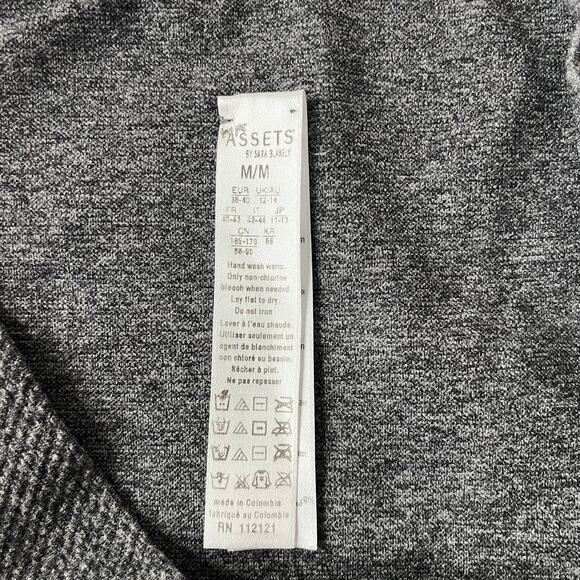 ASSETS
BY SARA BLAKELY
M/M
EUR UK/AU
38-40 12-14
FR IT JP
40-42 42-44 11-13
CN KR
165-170 66
88-90
Hand wash warm.
Only non-chlorine
bleach when needed.
Lay flat to dry.
Do not iron
Laver à l'eau chaude.
Utiliser seulement un
agent de blanchiment
non chloré au besoin.
Sécher à plat.
Ne pas repasser
made in Colombia
fabriqué au Colombie
RN 112121